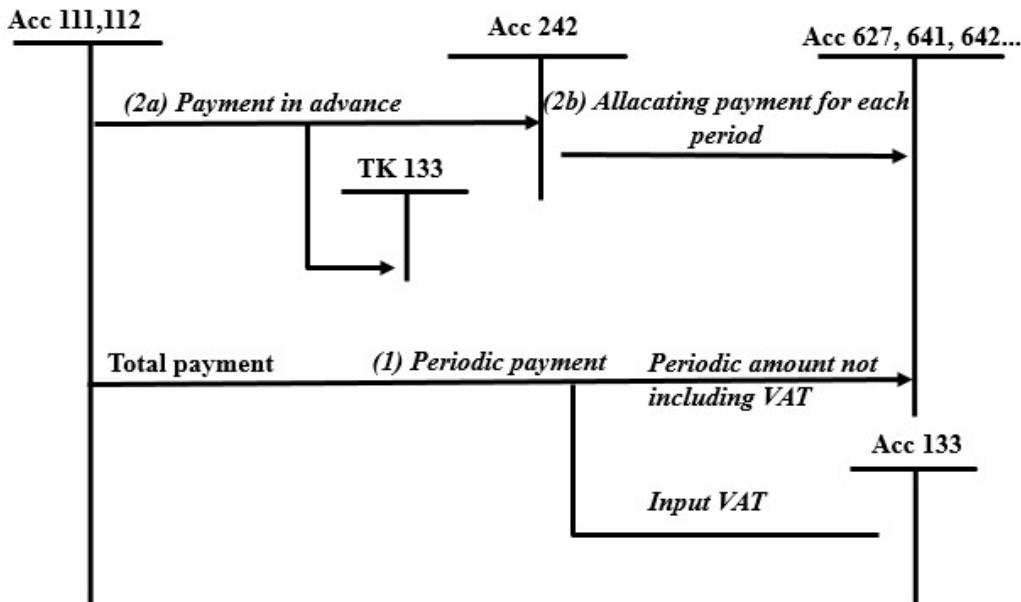 Acc 111,112
Acc 242
Acc 627, 641, 642...
(2a) Payment in advance
(2b) Allacating payment for each
period
TK 133
Total payment
(1) Periodic payment
Periodic amount not
including VAT
Acc 133
Input VAT